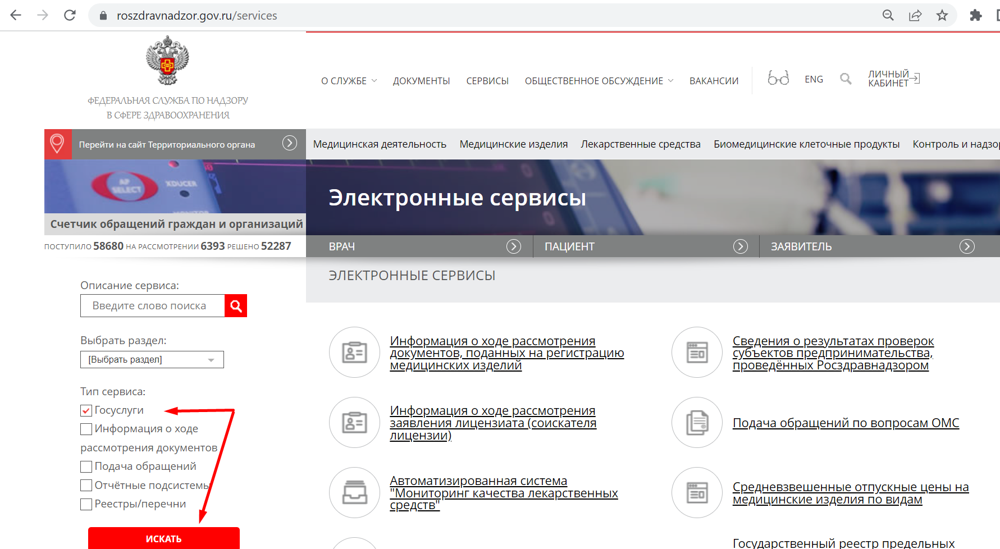 roszdravnadzor.gov.ru/services
ФЕДЕРАЛЬНАЯ СЛУЖБА ПО НАДЗОРУ
В СФЕРЕ ЗДРАВООХРАНЕНИЯ
О СЛУЖБЕ
ДОКУМЕНТЫ
СЕРВИСЫ
ОБЩЕСТВЕННОЕ ОБСУЖДЕНИЕ
ВАКАНСИИ
ENG
ЛИЧНЫЙ
КАБИНЕТ
Перейти на сайт Территориального органа
Медицинская деятельность
Медицинские изделия
Лекарственные средства
Биомедицинские клеточные продукты
Контроль и надзор
AP
SELECT
XDUCER
MONITOR
Электронные сервисы
Счетчик обращений граждан и организаций
ПОСТУПИЛО 58680 НА РАССМОТРЕНИИ 6393 РЕШЕНО 52287
ВРАЧ
ПАЦИЕНТ
ЗАЯВИТЕЛЬ
ЭЛЕКТРОННЫЕ СЕРВИСЫ
Описание сервиса:
Введите слово поиска
Выбрать раздел:
[Выбрать раздел]
Тип сервиса:
Госуслуги
Информация о ходе
рассмотрения документов
Подача обращений
Отчётные подсистемы
Реестры/перечни
ИСКАТЬ
Информация о ходе рассмотрения
документов, поданных на регистрацию
медицинских изделий
Сведения о результатах проверок
субъектов предпринимательства,
проведённых Росздравнадзором
Информация о ходе рассмотрения
заявления лицензиата (соискателя
лицензии)
Подача обращений по вопросам ОМС
Автоматизированная система
"Мониторинг качества лекарственных
средств"
Средневзвешенные отпускные цены на
медицинские изделия по видам
Государственный реестр предельных